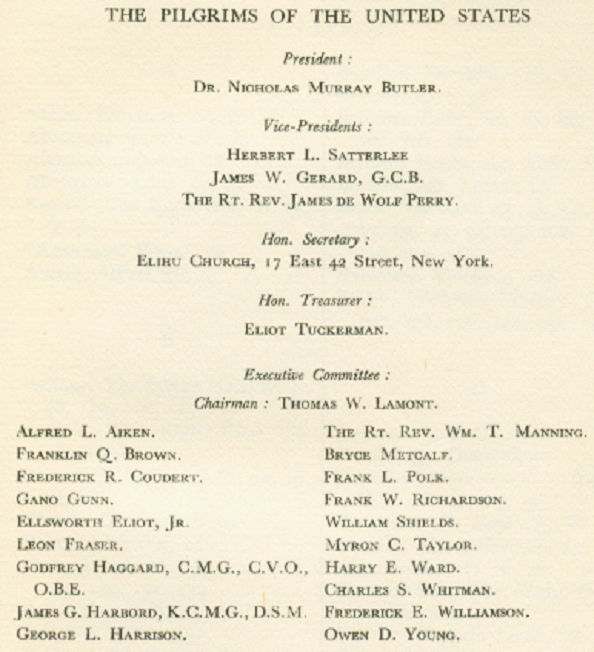 THE PILGRIMS OF THE UNITED STATES
President :
DR. NICHOLAS MURRAY BUTLER.
Vice-Presidents :
HERBERT L. SATTERLEE
JAMES W. GERARD, G.C.B.
THE RT. REV. JAMES DE WOLF PERRY.
Hon. Secretary :
ELIHU CHURCH, 17 East 42 Street, New York.
Hon. Treasurer :
ELIOT TUCKERMAN.
Executive Committee :
Chairman : THOMAS W. LAMONT.
ALFRED L. AIKEN.
FRANKLIN Q. BROWN.
FREDERICK R. COUDERT.
GANO GUNN.
ELLSWORTH ELIOT, JR.
LEON FRASER.
GODFREY HAGGARD, C.M.G., C.V.O.,
O.B.E.
JAMES G. HARBORD, K.C.M.G., D.S.M.
GEORGE L. HARRISON.
THE RT. REV. WM. T. MANNING.
BRYCE METCALF.
FRANK L. POLK.
FRANK W. RICHARDSON.
WILLIAM SHIELDS.
MYRON C. TAYLOR.
HARRY E. WARD.
CHARLES S. WHITMAN.
FREDERICK E. WILLIAMSON.
OWEN D. YOUNG.